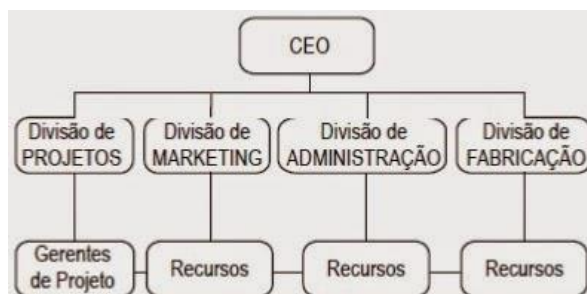 CEO
Divisão de
PROJETOS
Divisão de
MARKETING
Divisão de
ADMINISTRAÇÃO
Divisão de
FABRICAÇÃO
Gerentes
de Projeto
Recursos
Recursos
Recursos